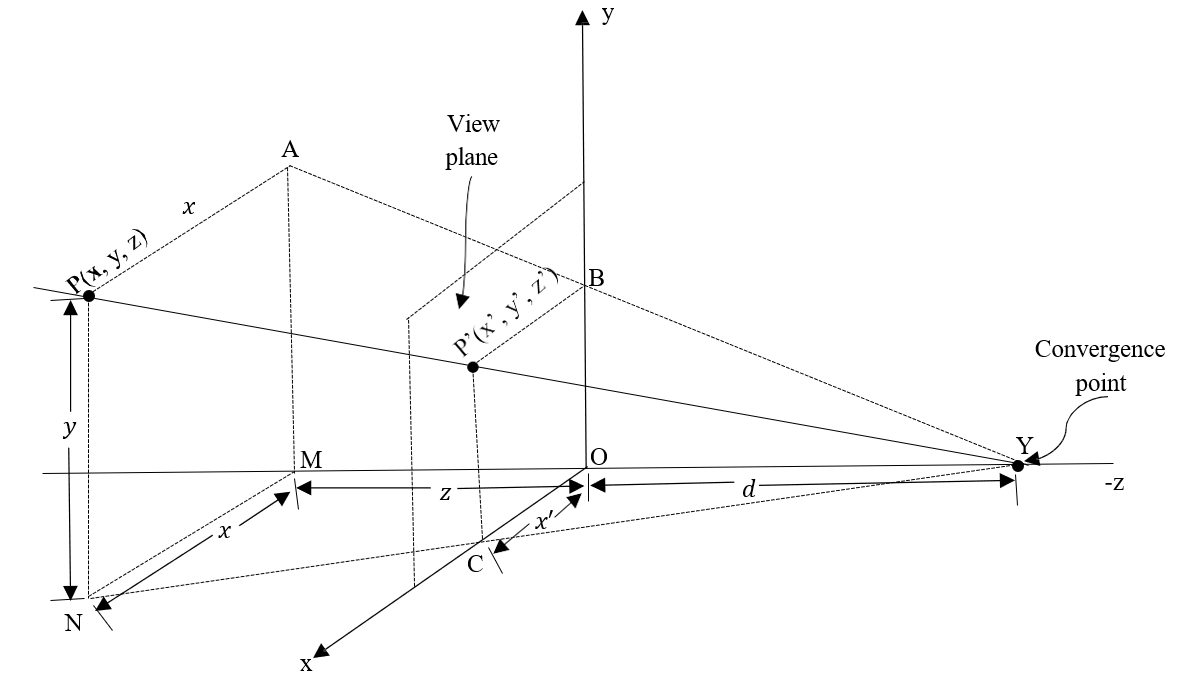 y
View
plane
A
x
P(x, y, z)
B
P’(x’, y’, z’)
Convergence
point
y
M
O
Y
z
d
-z
x
x′
C
N
x